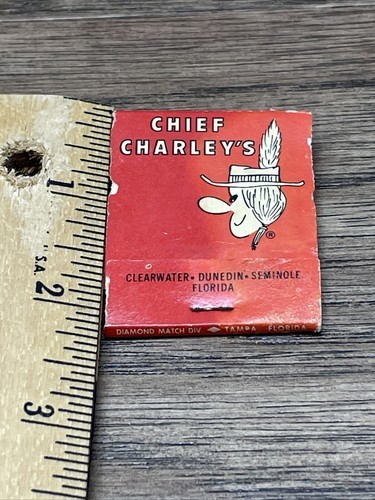 CHIEF
CHARLEY'S
®
CLEARWATER • DUNEDIN • SEMINOLE
FLORIDA
DIAMOND MATCH DIV TAMPA, FLORIDA
1
U.S.A.
2
3